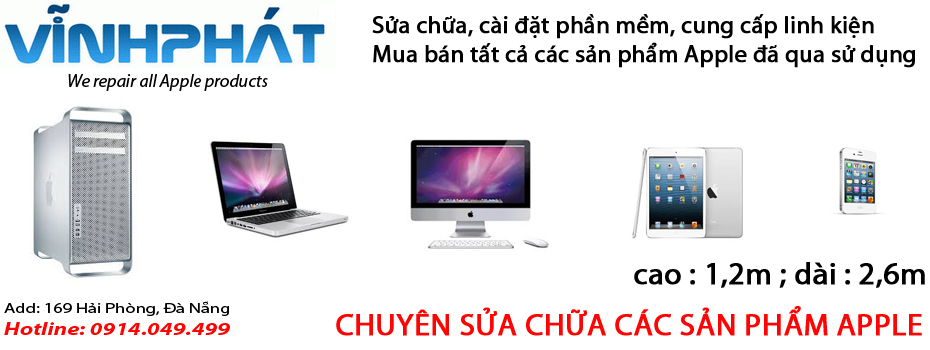 VĨNHPHÁT
We repair all Apple products
Sửa chữa, cài đặt phần mềm, cung cấp linh kiện
Mua bán tất cả các sản phẩm Apple đã qua sử dụng
cao : 1,2m ; dài : 2,6m
Add: 169 Hải Phòng, Đà Nẵng
Hotline: 0914.049.499
CHUYÊN SỬA CHỮA CÁC SẢN PHẨM APPLE